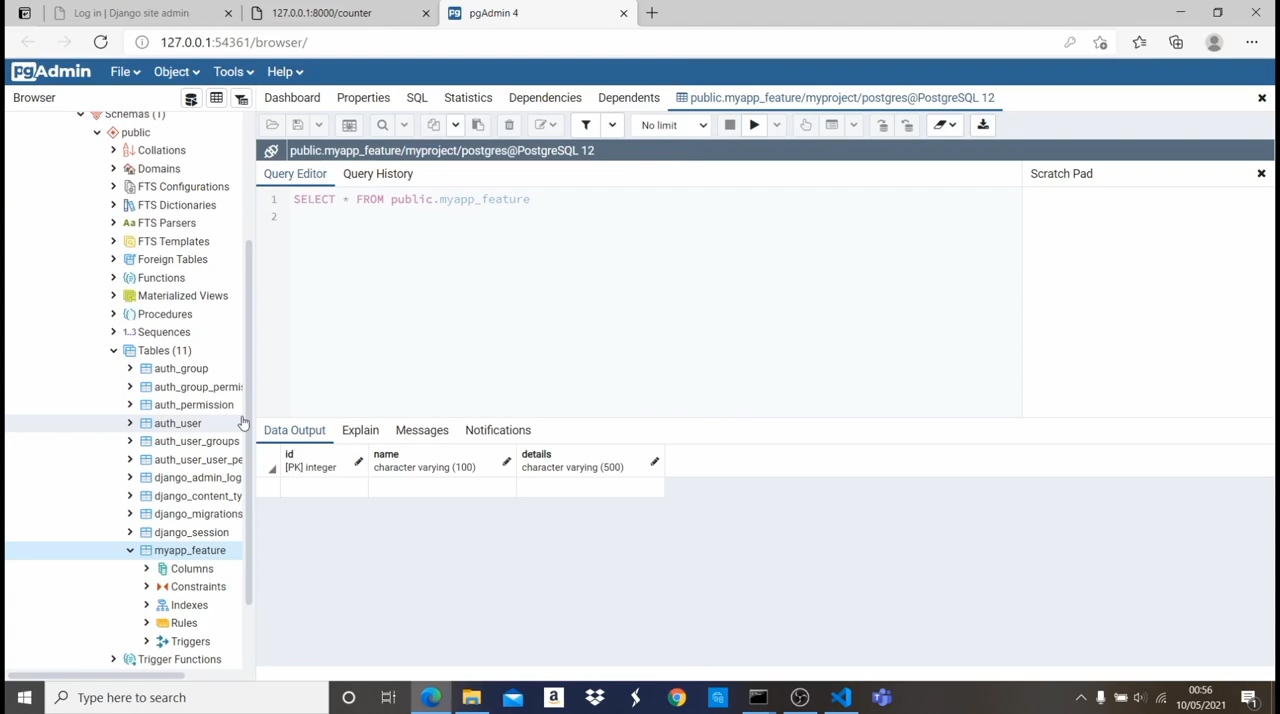 Log in | Django site admin
127.0.0.1:8000/counter
pgAdmin 4
127.0.0.1:54361/browser/
pgAdmin File Object Tools Help
Browser
Dashboard Properties SQL Statistics Dependencies Dependents public.myapp_feature/myproject/postgres@PostgreSQL 12
Schemas (1)
public
Collations
Domains
FTS Configurations
FTS Dictionaries
Aa FTS Parsers
FTS Templates
Foreign Tables
Functions
Materialized Views
Procedures
1..3 Sequences
Tables (11)
auth_group
auth_group_permis
auth_permission
auth_user
auth_user_groups
auth_user_user_pe
django_admin_log
django_content_ty
django_migrations
django_session
myapp_feature
Columns
Constraints
Indexes
Rules
Triggers
Trigger Functions
No limit
public.myapp_feature/myproject/postgres@PostgreSQL 12
Query Editor Query History
Scratch Pad
1 SELECT * FROM public.myapp_feature
2
Data Output Explain Messages Notifications
id
[PK] integer
name
character varying (100)
details
character varying (500)
Type here to search
00:56
10/05/2021
1